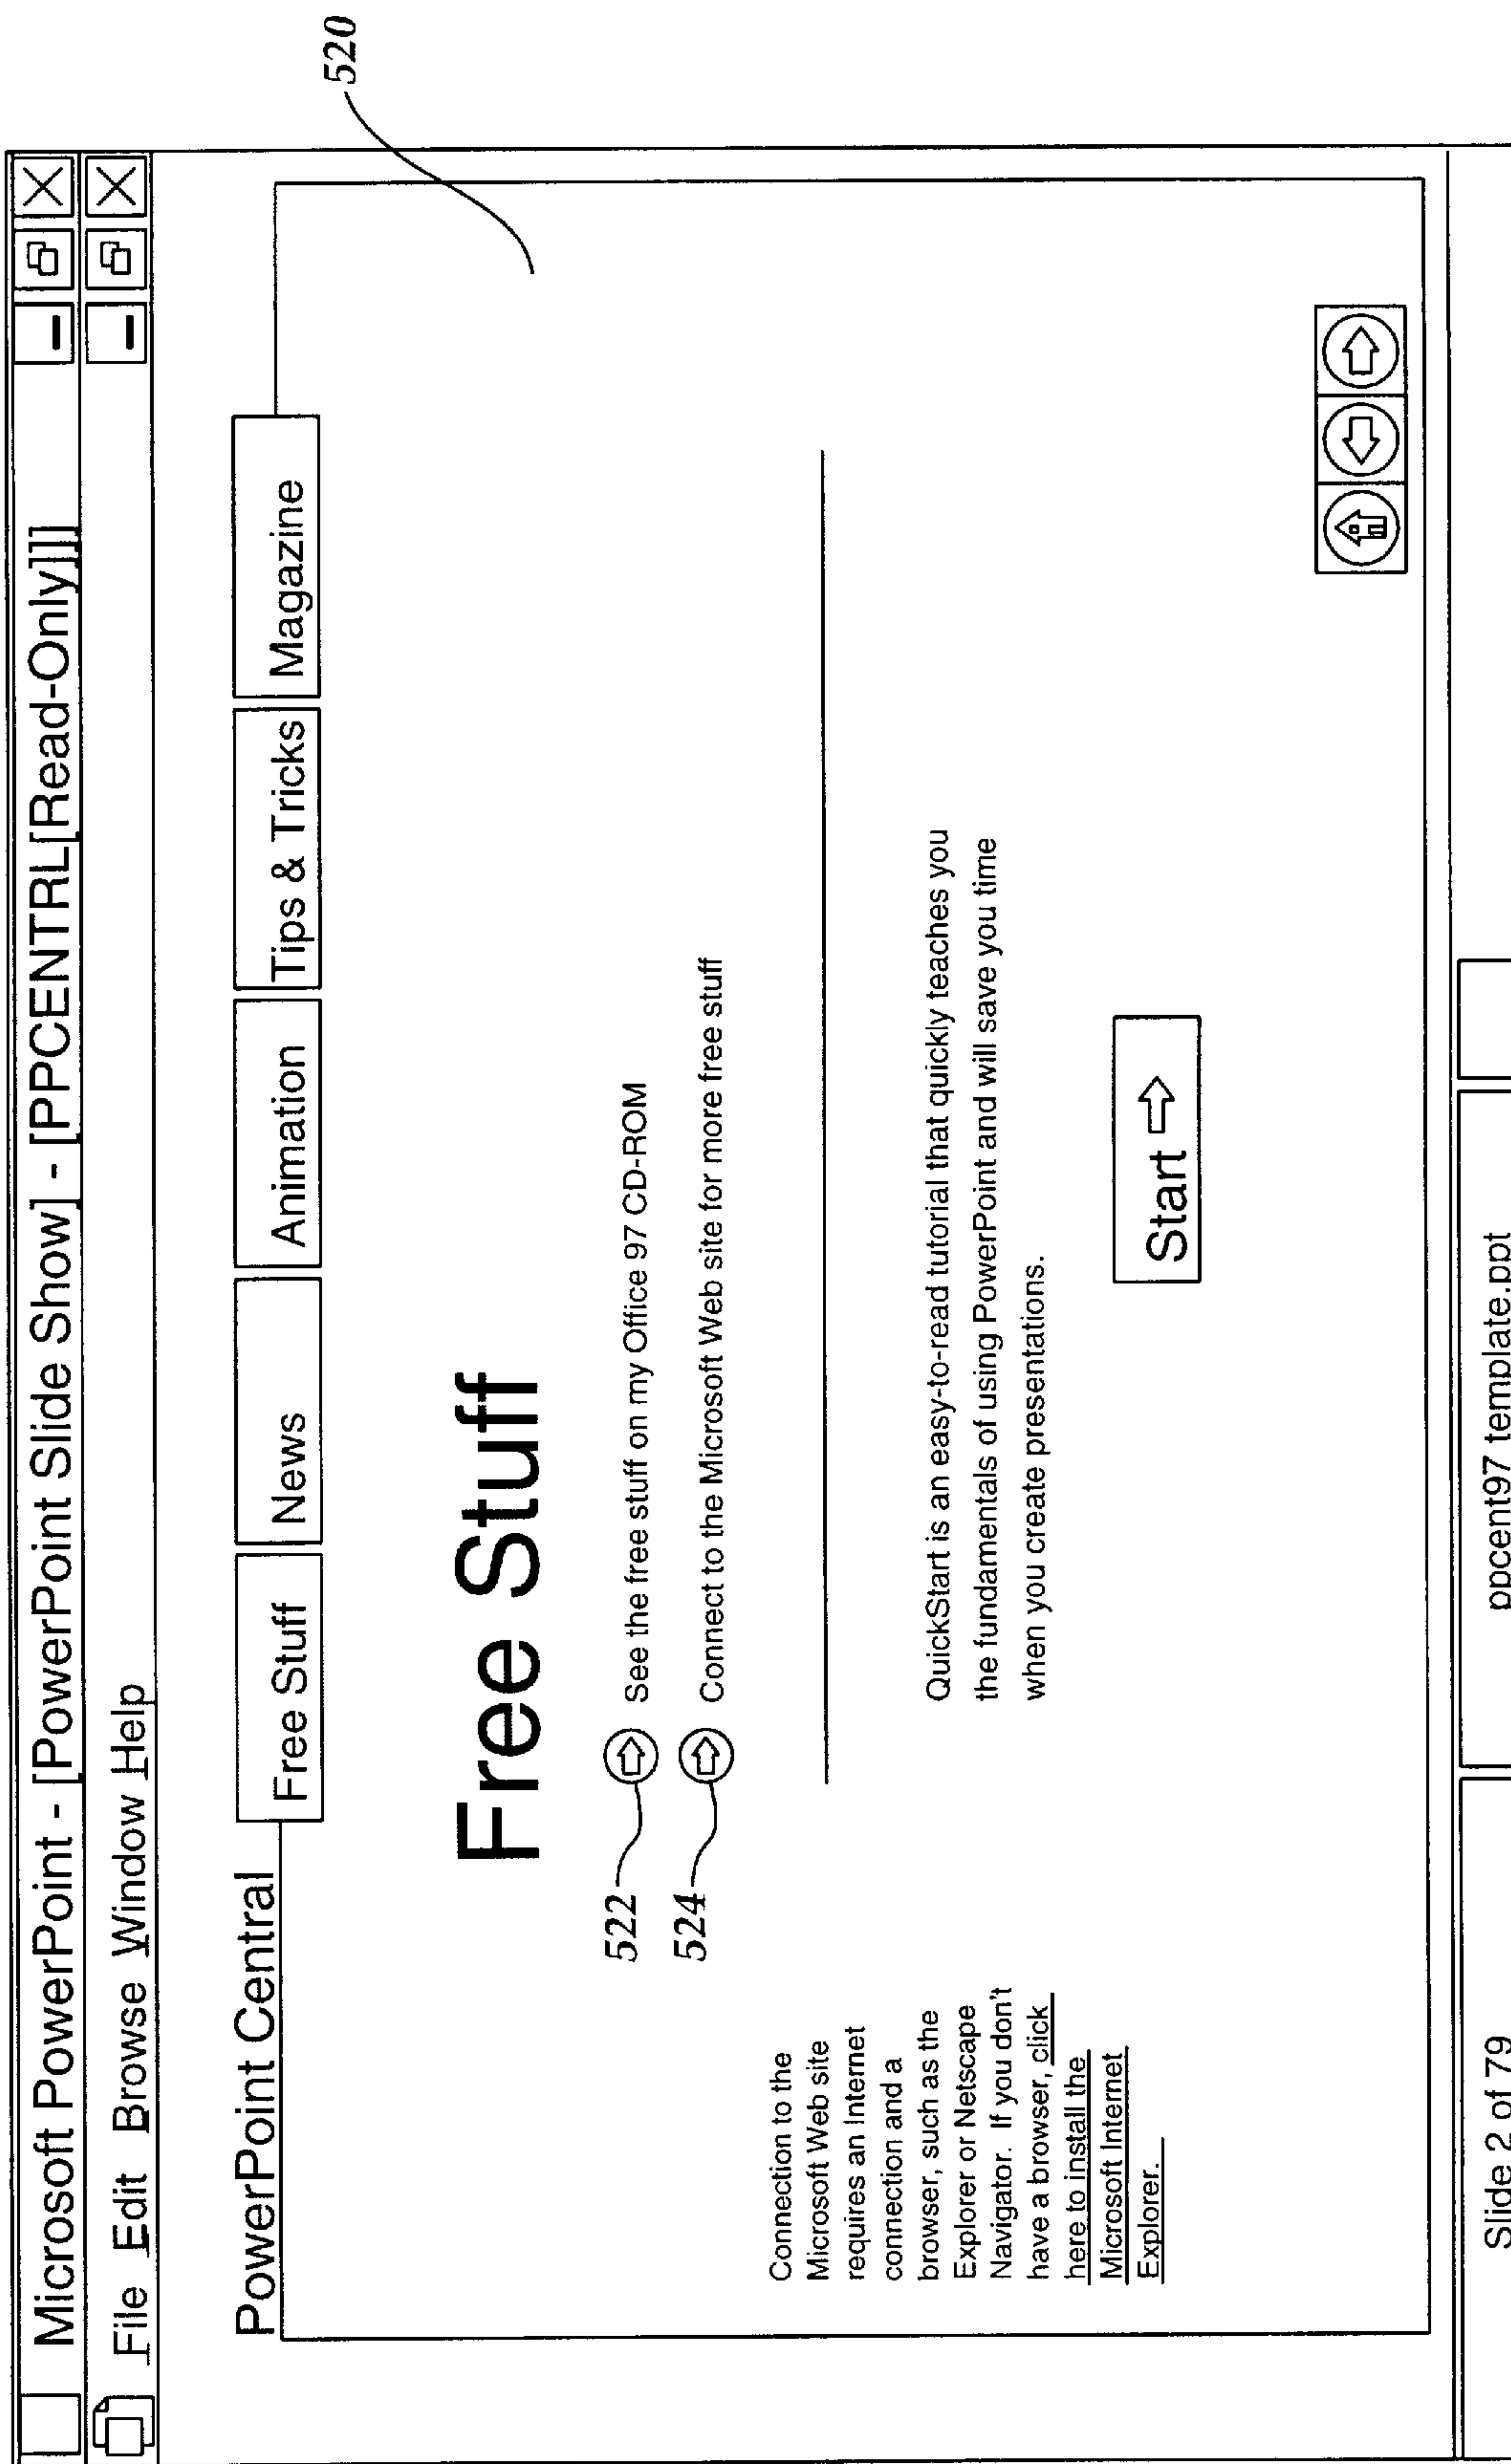 Microsoft PowerPoint - [PowerPoint Slide Show] - [PPCENTRL[Read-Only]]]
File Edit Browse Window Help
PowerPoint Central
Free Stuff
News
Animation
Tips & Tricks
Magazine
520
Free Stuff
522
See the free stuff on my Office 97 CD-ROM
524
Connect to the Microsoft Web site for more free stuff
Connection to the
Microsoft Web site
requires an Internet
connection and a
browser, such as the
Explorer or Netscape
Navigator. If you don't
have a browser, click
here to install the
Microsoft Internet
Explorer.
QuickStart is an easy-to-read tutorial that quickly teaches you
the fundamentals of using PowerPoint and will save you time
when you create presentations.
Start
Slide 2 of 79
ppcent97 template.ppt